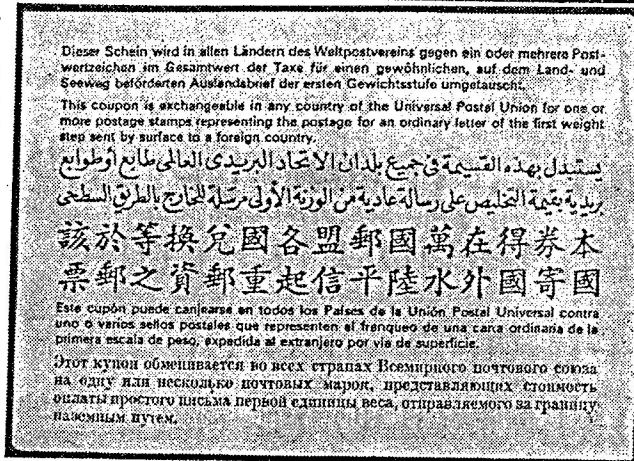 Dieser Schein wird in allen Ländern des Weltpostvereins gegen ein oder mehrere Post-
wertzeichen im Gesamtwert der Taxe für einen gewöhnlichen, auf dem Land- und
Seeweg beförderten Auslandsbrief der ersten Gewichtsstufe umgetauscht.
This coupon is exchangeable in any country of the Universal Postal Union for one or
more postage stamps representing the postage for an ordinary letter of the first weight
step sent by surface to a foreign country.
يستبدل بهذه القسيمة فى جميع بلدان الاتحاد البريدى العالمى طابع أو طوابع
بريدية بقيمة التخليص على رسالة عادية من الوزنة الأولى مرسلة للخارج بالطريق السطحى
本券得在萬國郵盟各國兌換等於該
國寄國外水陸平信起重郵資之郵票
Este cupón puede canjearse en todos los Países de la Unión Postal Universal contra
uno o varios sellos postales que representen el franqueo de una carta ordinaria de la
primera escala de peso, expedida al extranjero por vía de superficie.
Этот купон обменивается во всех странах Всемирного почтового союза
на одну или несколько почтовых марок, представляющих стоимость
оплаты простого письма первой единицы веса, отправляемого за границу
наземным путем.